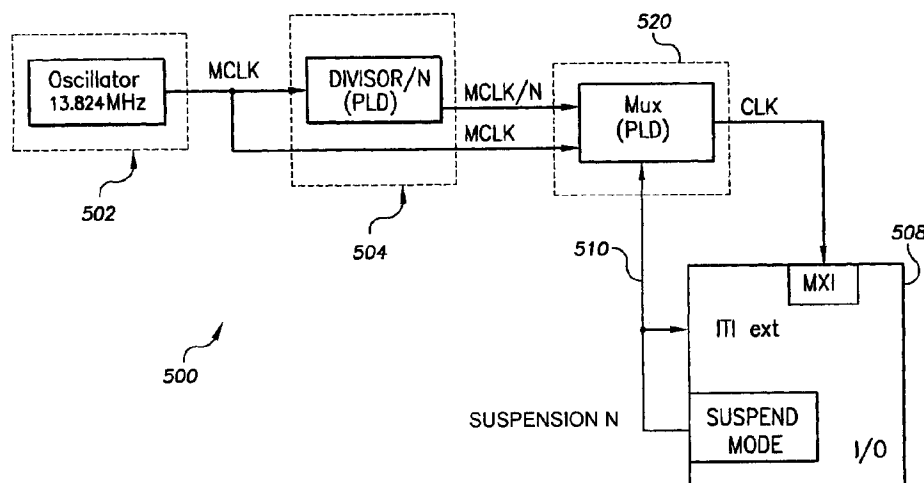 520
Oscillator
13.824MHz
MCLK
DIVISOR/N
(PLD)
MCLK/N
MCLK
Mux
(PLD)
CLK
502
504
510
508
MXI
ITI ext
500
SUSPENSION N
SUSPEND
MODE
I/O